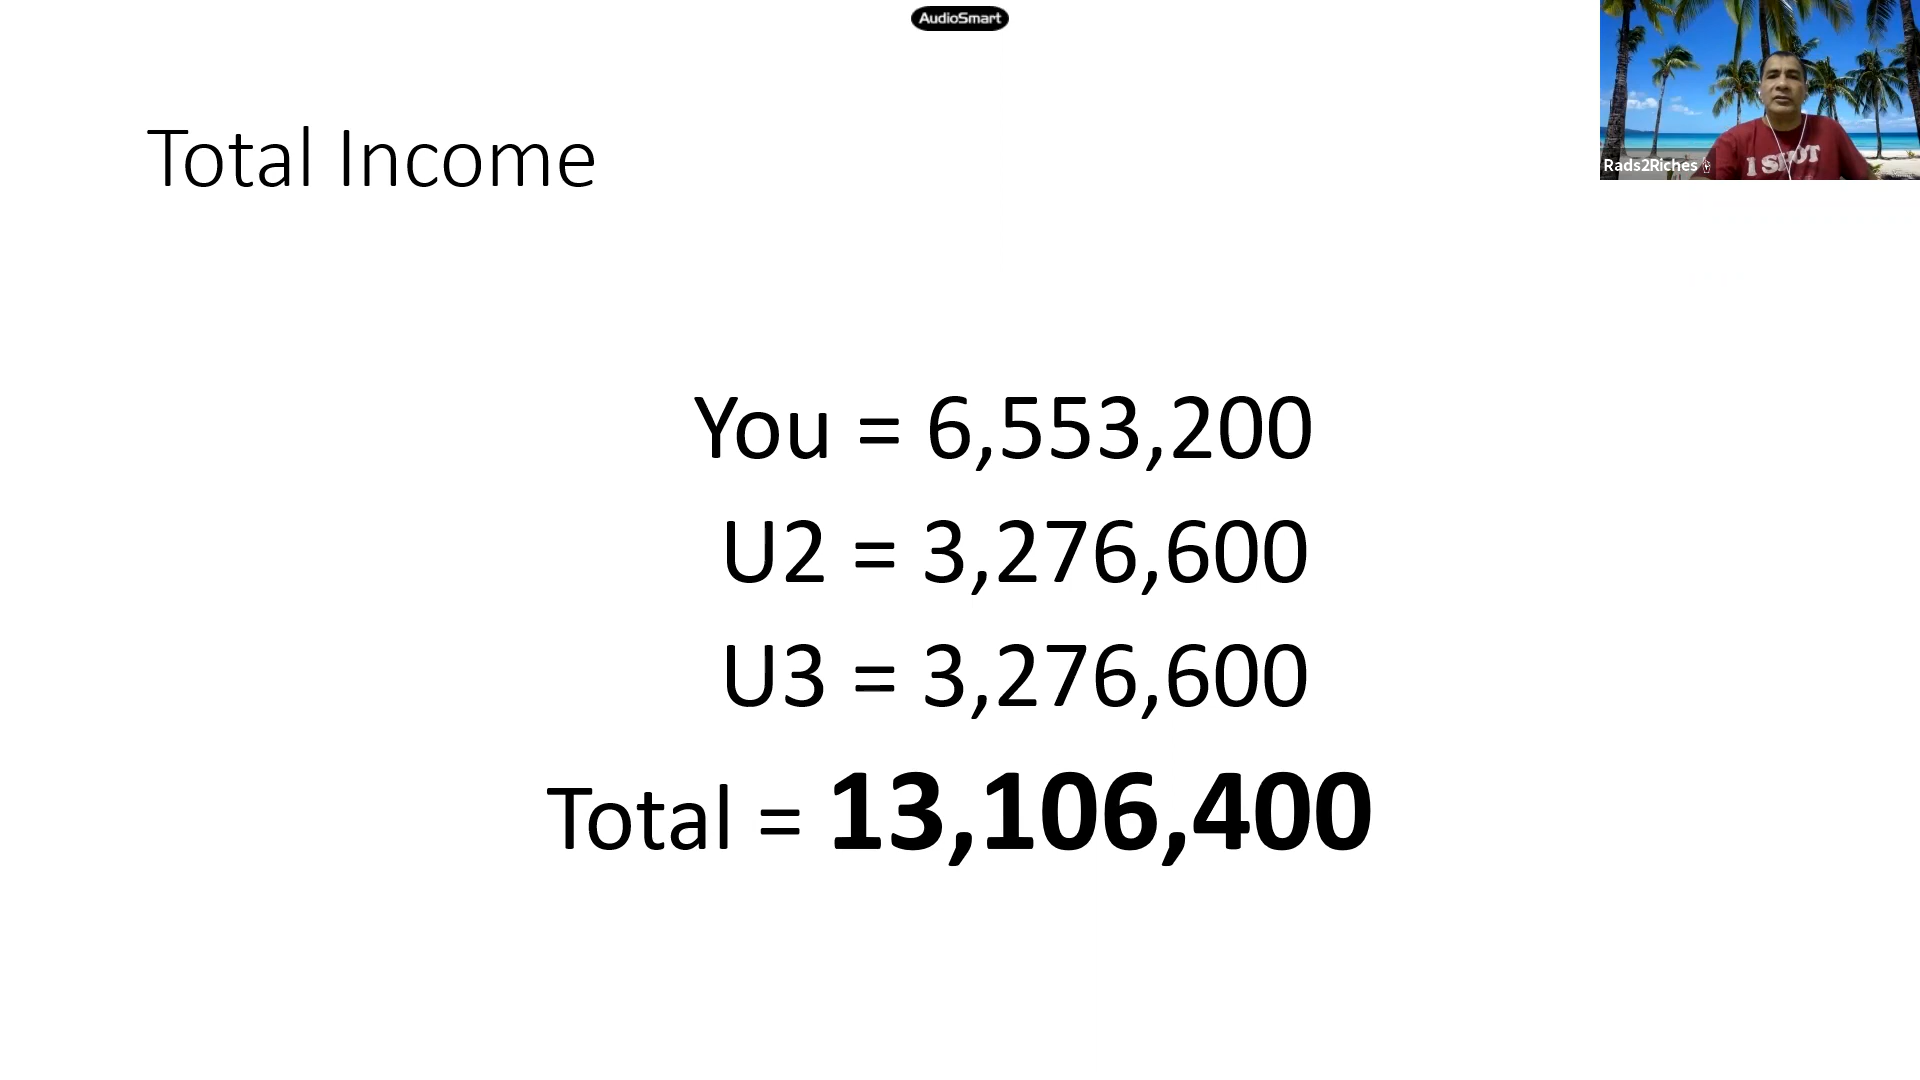 AudioSmart
Total Income
Rads2Riches
I SHOT
You = 6,553,200
U2 = 3,276,600
U3 = 3,276,600
Total = 13,106,400